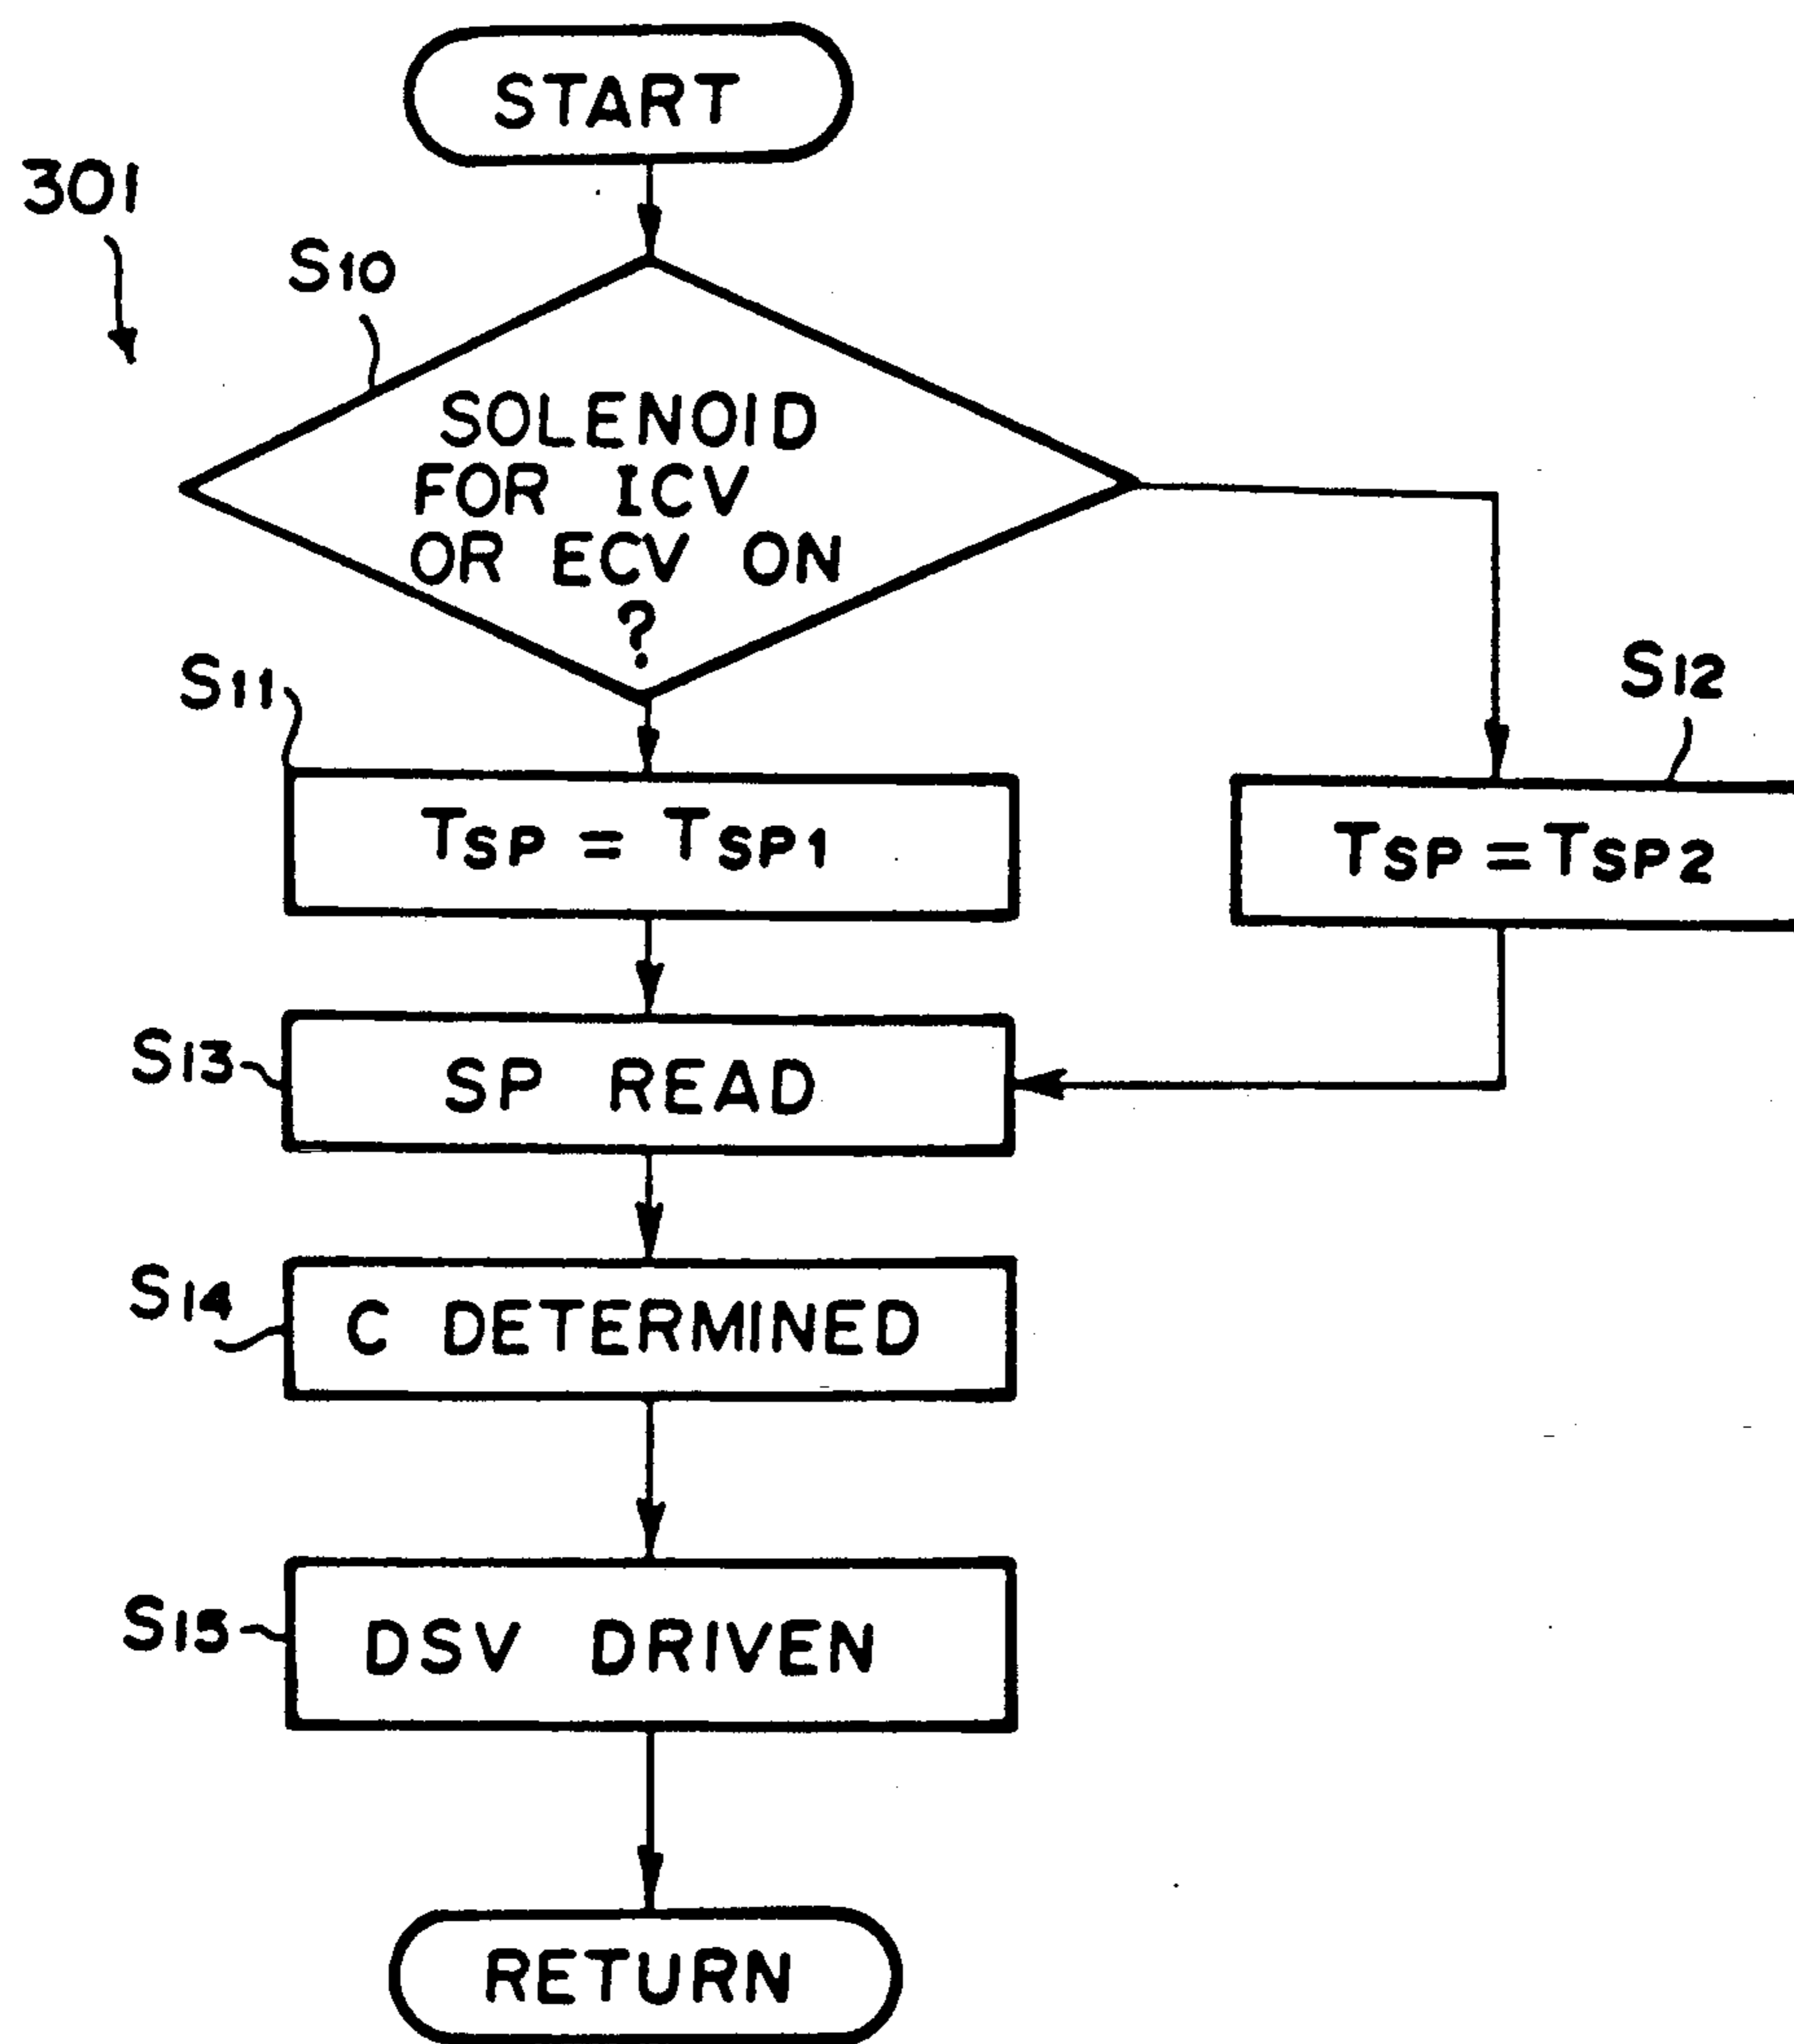 START
301
S10
SOLENOID
FOR ICV
OR ECV ON
?
S11
TSP = TSP1
S12
TSP = TSP2
S13
SP READ
S14
C DETERMINED
S15
DSV DRIVEN
RETURN